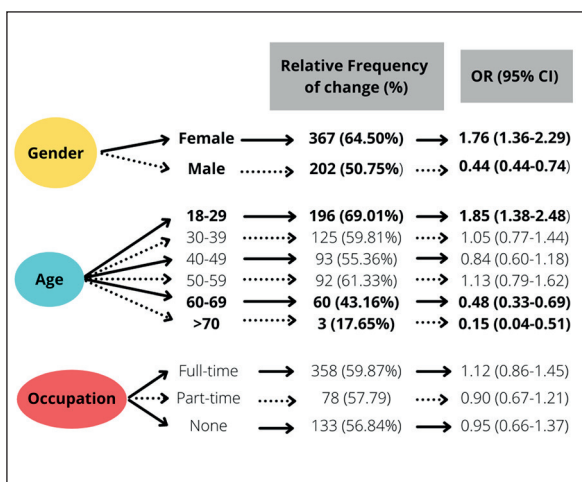 Relative Frequency
of change (%)
OR (95% CI)
Gender
Female 367 (64.50%) 1.76 (1.36-2.29)
Male 202 (50.75%) 0.44 (0.44-0.74)
Age
18-29 196 (69.01%) 1.85 (1.38-2.48)
30-39 125 (59.81%) 1.05 (0.77-1.44)
40-49 93 (55.36%) 0.84 (0.60-1.18)
50-59 92 (61.33%) 1.13 (0.79-1.62)
60-69 60 (43.16%) 0.48 (0.33-0.69)
>70 3 (17.65%) 0.15 (0.04-0.51)
Occupation
Full-time 358 (59.87%) 1.12 (0.86-1.45)
Part-time 78 (57.79) 0.90 (0.67-1.21)
None 133 (56.84%) 0.95 (0.66-1.37)